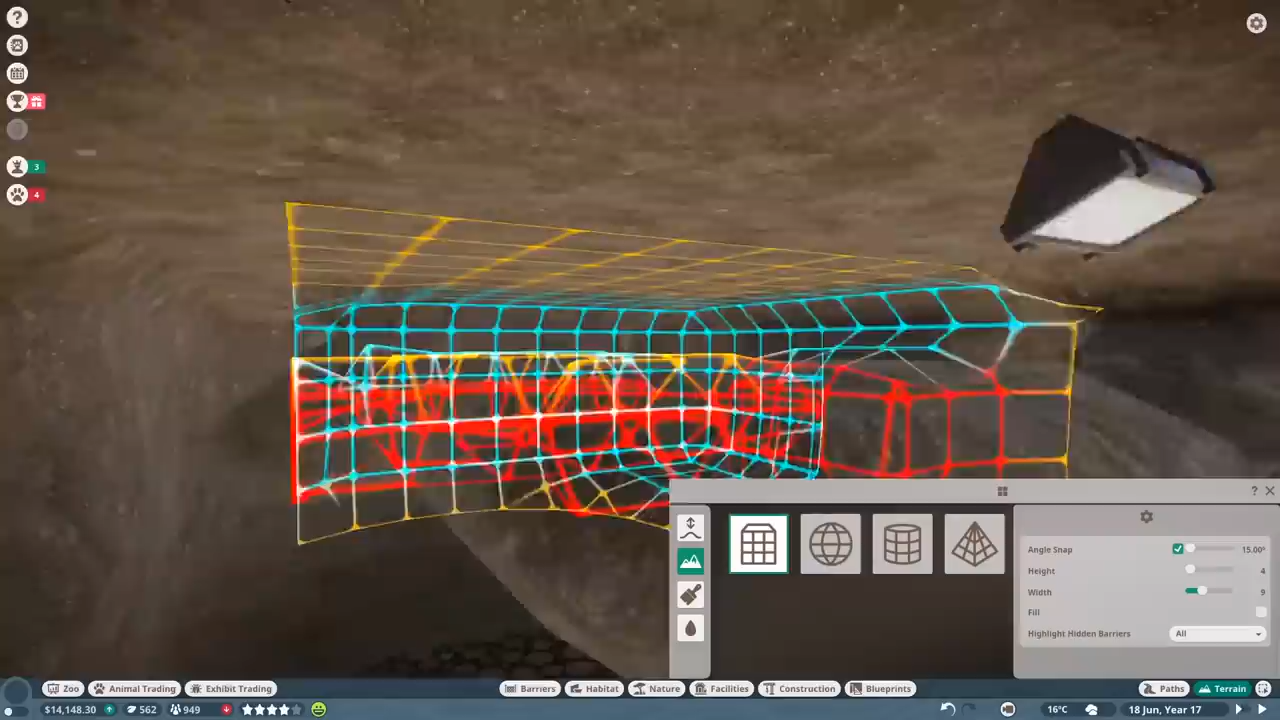 ?
3
4
? 
Angle Snap 15.00°
Height 4
Width 9
Fill
Highlight Hidden Barriers All
Zoo Animal Trading Exhibit Trading Barriers Habitat Nature Facilities Construction Blueprints Paths Terrain
$14,148.30 562 949 16°C 18 Jun, Year 17